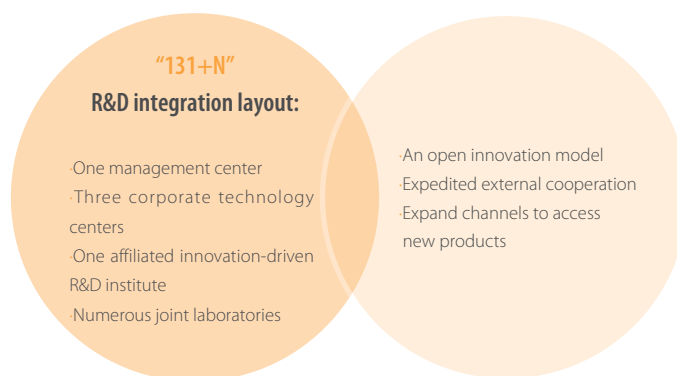 “131+N”
R&D integration layout:
·One management center
·Three corporate technology
centers
·One affiliated innovation-driven
R&D institute
·Numerous joint laboratories
·An open innovation model
·Expedited external cooperation
·Expand channels to access
new products